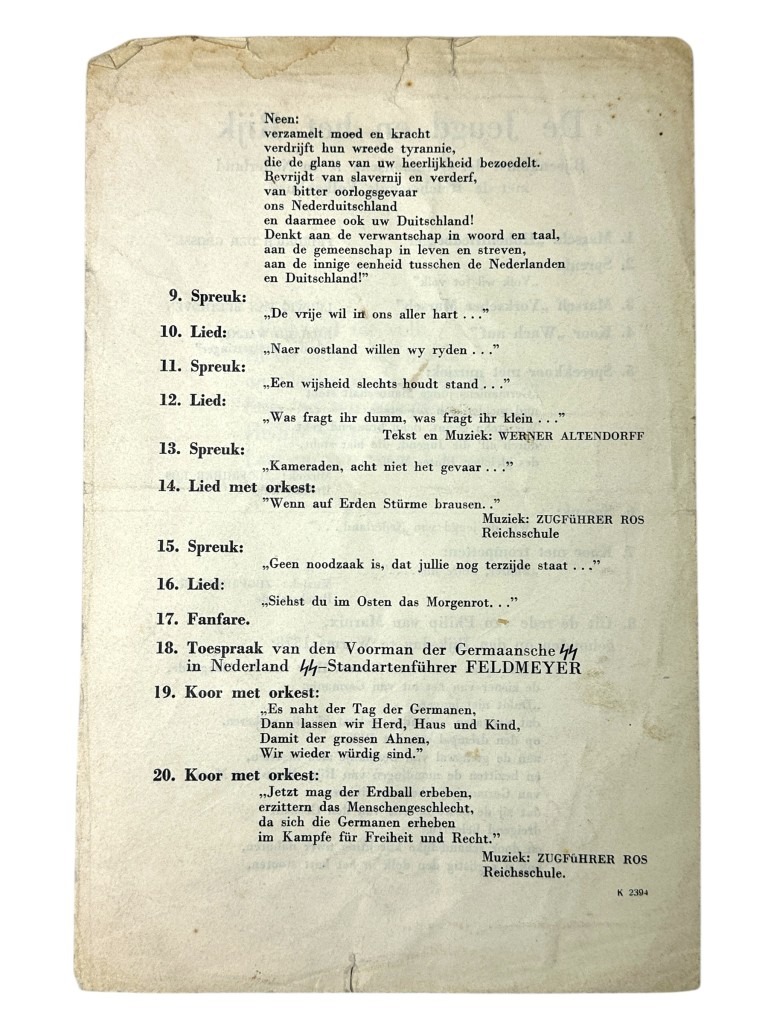 Neen:
verzamelt moed en kracht
verdrijft hun wreede tyrannie,
die de glans van uw heerlijkheid bezoedelt.
Bevrijdt van slavernij en verderf,
van bitter oorlogsgevaar
ons Nederduitschland
en daarmee ook uw Duitschland!
Denkt aan de verwantschap in woord en taal,
aan de gemeenschap in leven en streven,
aan de innige eenheid tusschen de Nederlanden
en Duitschland!”
9. Spreuk:
„De vrije wil in ons aller hart . . .”
10. Lied:
„Naer oostland willen wy ryden . . .”
11. Spreuk:
„Een wijsheid slechts houdt stand . . .”
12. Lied:
„Was fragt ihr dumm, was fragt ihr klein . . .”
Tekst en Muziek: WERNER ALTENDORFF
13. Spreuk:
„Kameraden, acht niet het gevaar . . .”
14. Lied met orkest:
”Wenn auf Erden Stürme brausen. .”
Muziek: ZUGFÜHRER ROS
Reichsschule
15. Spreuk:
„Geen noodzaak is, dat jullie nog terzijde staat . . .”
16. Lied:
„Siehst du im Osten das Morgenrot. . .”
17. Fanfare.
18. Toespraak van den Voorman der Germaansche ᛋᛋ
in Nederland ᛋᛋ-Standartenführer FELDMEYER
19. Koor met orkest:
„Es naht der Tag der Germanen,
Dann lassen wir Herd, Haus und Kind,
Damit der grossen Ahnen,
Wir wieder würdig sind.”
20. Koor met orkest:
„Jetzt mag der Erdball erbeben,
erzittern das Menschengeschlecht,
da sich die Germanen erheben
im Kampfe für Freiheit und Recht.”
Muziek: ZUGFÜHRER ROS
Reichsschule.
K 2394